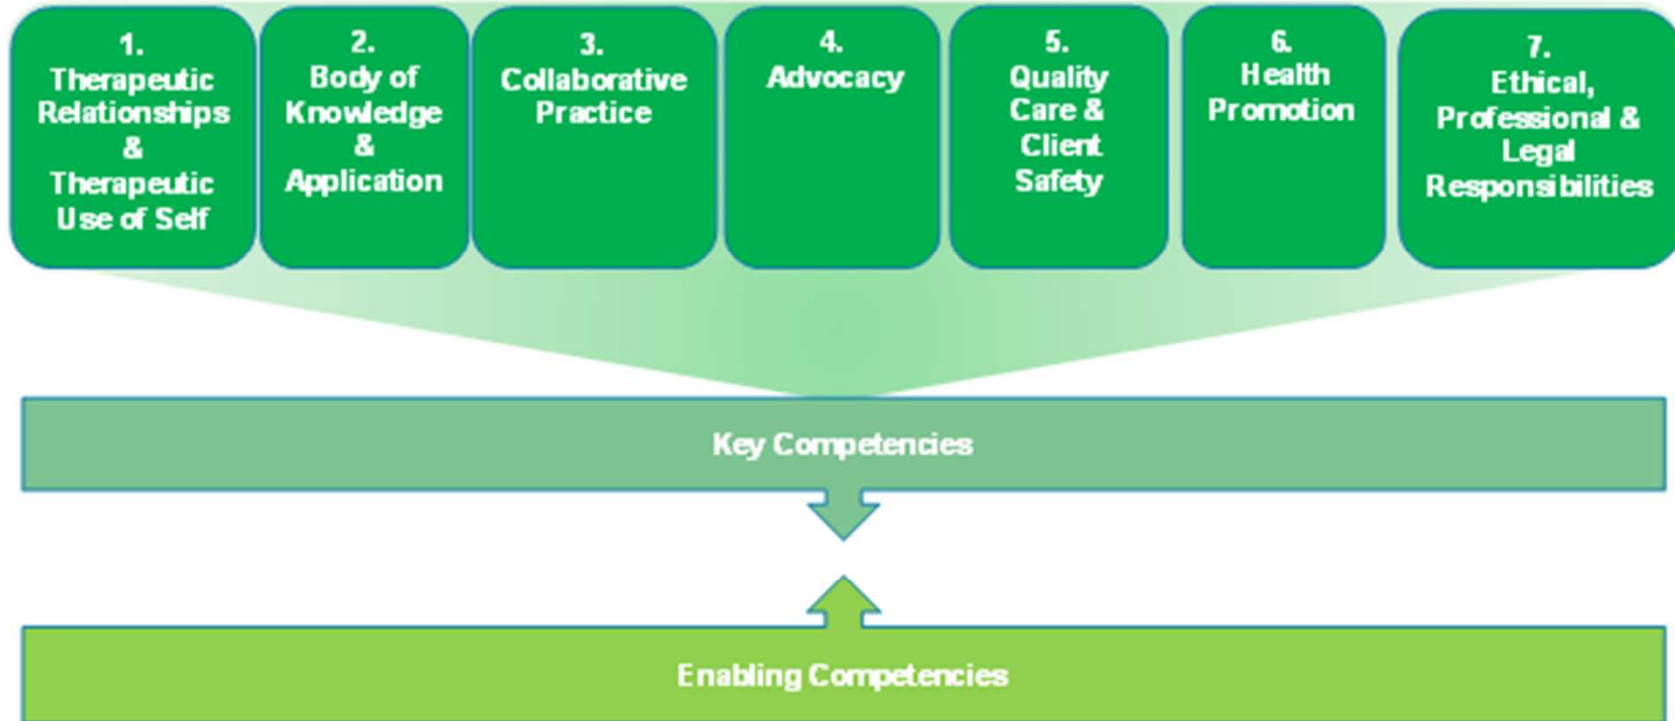 1.
Therapeutic
Relationships
&
Therapeutic
Use of Self
2.
Body of
Knowledge
&
Application
3.
Collaborative
Practice
4.
Advocacy
5.
Quality
Care &
Client
Safety
6.
Health
Promotion
7.
Ethical,
Professional &
Legal
Responsibilities
Key Competencies
Enabling Competencies